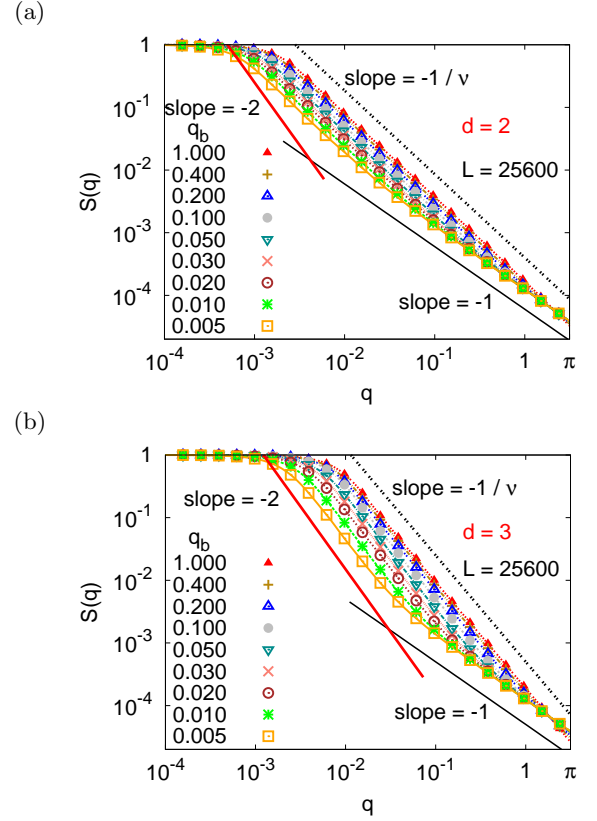 (a)
S(q)
1
10⁻¹
10⁻²
10⁻³
10⁻⁴
slope = -1 / ν
slope = -2
d = 2
L = 25600
slope = -1
q_b
1.000
0.400
0.200
0.100
0.050
0.030
0.020
0.010
0.005
10⁻⁴ 10⁻³ 10⁻² 10⁻¹ 1 π
q
(b)
S(q)
1
10⁻¹
10⁻²
10⁻³
10⁻⁴
slope = -2
slope = -1 / ν
d = 3
L = 25600
slope = -1
q_b
1.000
0.400
0.200
0.100
0.050
0.030
0.020
0.010
0.005
10⁻⁴ 10⁻³ 10⁻² 10⁻¹ 1 π
q